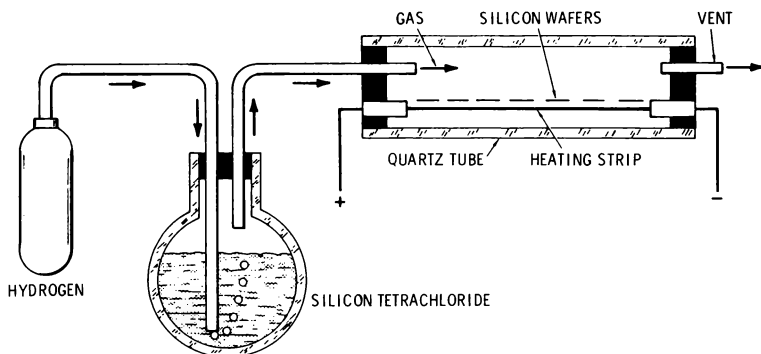 GAS
SILICON WAFERS
VENT
QUARTZ TUBE
HEATING STRIP
+
−
HYDROGEN
SILICON TETRACHLORIDE